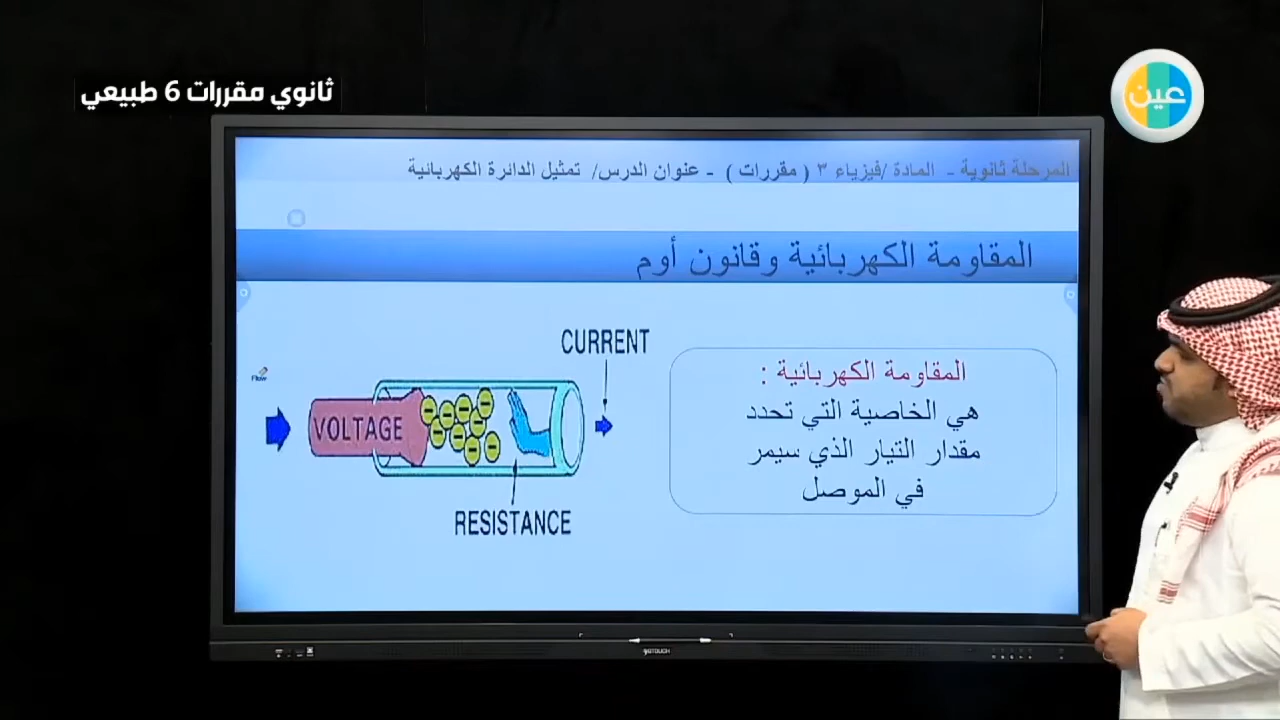 ثانوي مقررات 6 طبيعي
عين
المرحلة ثانوية - المادة /فيزياء ٣ ( مقررات ) - عنوان الدرس/ تمثيل الدائرة الكهربائية
المقاومة الكهربائية وقانون أوم
المقاومة الكهربائية :
هي الخاصية التي تحدد
مقدار التيار الذي سيمر
في الموصل
CURRENT
Flow
VOLTAGE
RESISTANCE